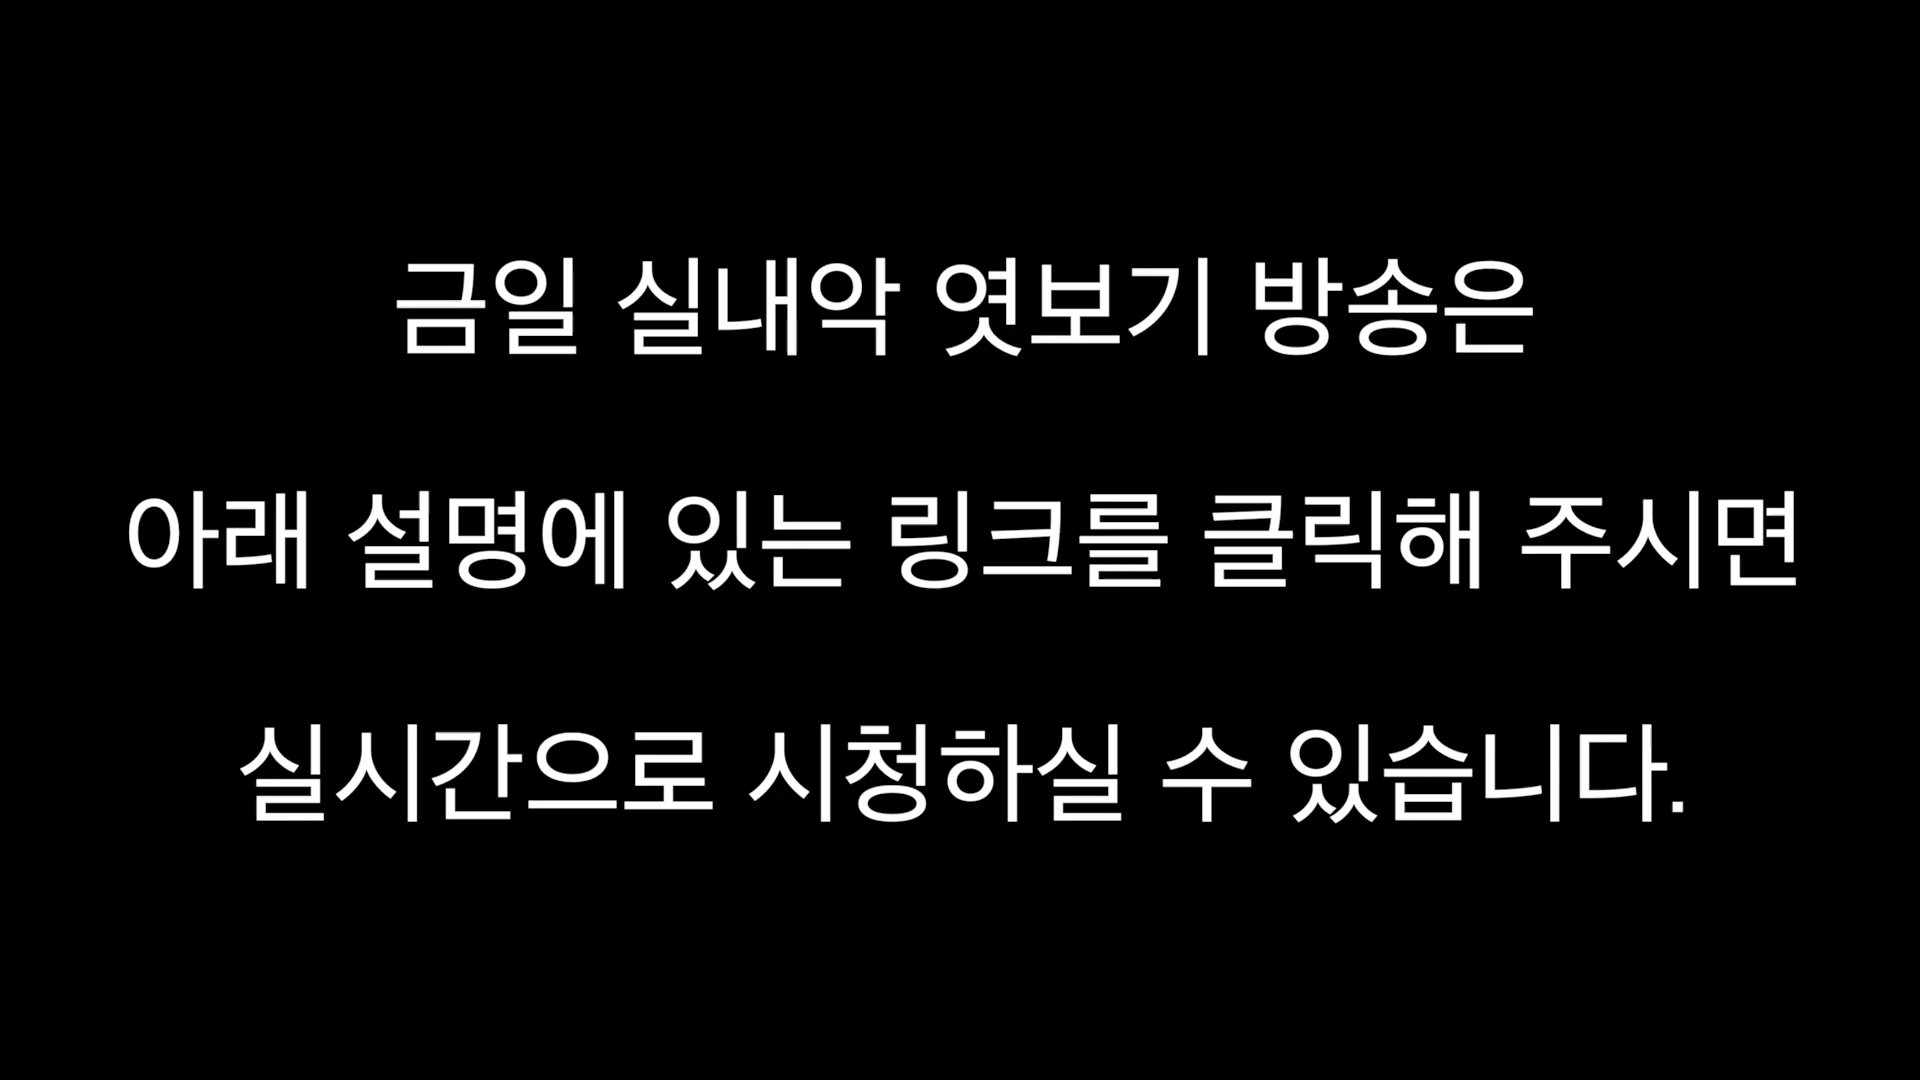 금일 실내악 엿보기 방송은
아래 설명에 있는 링크를 클릭해 주시면
실시간으로 시청하실 수 있습니다.